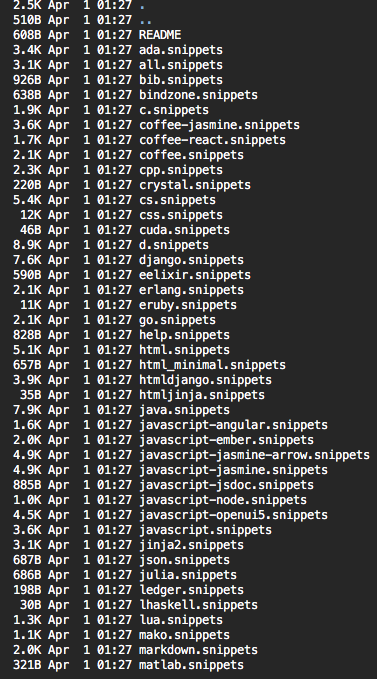 2.5K Apr  1 01:27 .
510B Apr  1 01:27 ..
608B Apr  1 01:27 README
3.4K Apr  1 01:27 ada.snippets
3.1K Apr  1 01:27 all.snippets
926B Apr  1 01:27 bib.snippets
638B Apr  1 01:27 bindzone.snippets
1.9K Apr  1 01:27 c.snippets
3.6K Apr  1 01:27 coffee-jasmine.snippets
1.7K Apr  1 01:27 coffee-react.snippets
2.1K Apr  1 01:27 coffee.snippets
2.3K Apr  1 01:27 cpp.snippets
220B Apr  1 01:27 crystal.snippets
5.4K Apr  1 01:27 cs.snippets
12K Apr  1 01:27 css.snippets
46B Apr  1 01:27 cuda.snippets
8.9K Apr  1 01:27 d.snippets
7.6K Apr  1 01:27 django.snippets
590B Apr  1 01:27 eelixir.snippets
2.1K Apr  1 01:27 erlang.snippets
11K Apr  1 01:27 eruby.snippets
2.1K Apr  1 01:27 go.snippets
828B Apr  1 01:27 help.snippets
5.1K Apr  1 01:27 html.snippets
657B Apr  1 01:27 html_minimal.snippets
3.9K Apr  1 01:27 htmldjango.snippets
35B Apr  1 01:27 htmljinja.snippets
7.9K Apr  1 01:27 java.snippets
1.6K Apr  1 01:27 javascript-angular.snippets
2.0K Apr  1 01:27 javascript-ember.snippets
4.9K Apr  1 01:27 javascript-jasmine-arrow.snippets
4.9K Apr  1 01:27 javascript-jasmine.snippets
885B Apr  1 01:27 javascript-jsdoc.snippets
1.0K Apr  1 01:27 javascript-node.snippets
4.5K Apr  1 01:27 javascript-openui5.snippets
3.6K Apr  1 01:27 javascript.snippets
3.1K Apr  1 01:27 jinja2.snippets
687B Apr  1 01:27 json.snippets
686B Apr  1 01:27 julia.snippets
198B Apr  1 01:27 ledger.snippets
30B Apr  1 01:27 lhaskell.snippets
1.3K Apr  1 01:27 lua.snippets
1.1K Apr  1 01:27 mako.snippets
2.0K Apr  1 01:27 markdown.snippets
321B Apr  1 01:27 matlab.snippets